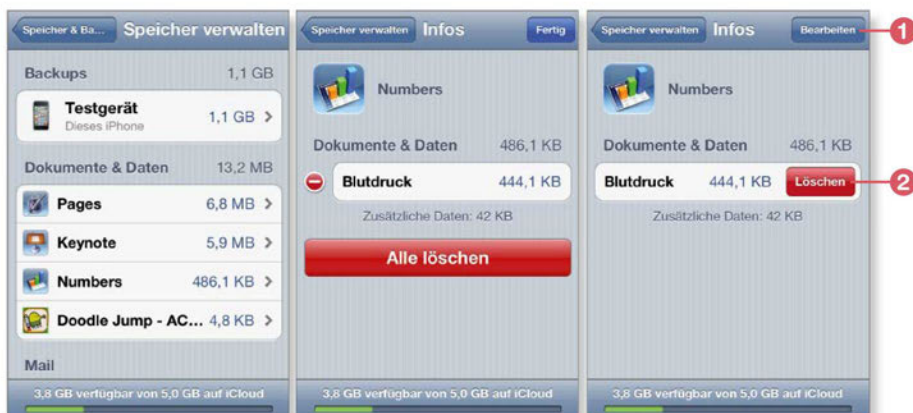 Speicher & Ba...
Speicher verwalten
Backups 1,1 GB
Testgerät
Dieses iPhone
1,1 GB
Dokumente & Daten 13,2 MB
Pages 6,8 MB
Keynote 5,9 MB
Numbers 486,1 KB
Doodle Jump - AC... 4,8 KB
Mail
3,8 GB verfügbar von 5,0 GB auf iCloud
Speicher verwalten
Infos
Fertig
Numbers
Dokumente & Daten 486,1 KB
Blutdruck 444,1 KB
Zusätzliche Daten: 42 KB
Alle löschen
3,8 GB verfügbar von 5,0 GB auf iCloud
Speicher verwalten
Infos
Bearbeiten
1
Numbers
Dokumente & Daten 486,1 KB
Blutdruck 444,1 KB Löschen
2
Zusätzliche Daten: 42 KB
3,8 GB verfügbar von 5,0 GB auf iCloud